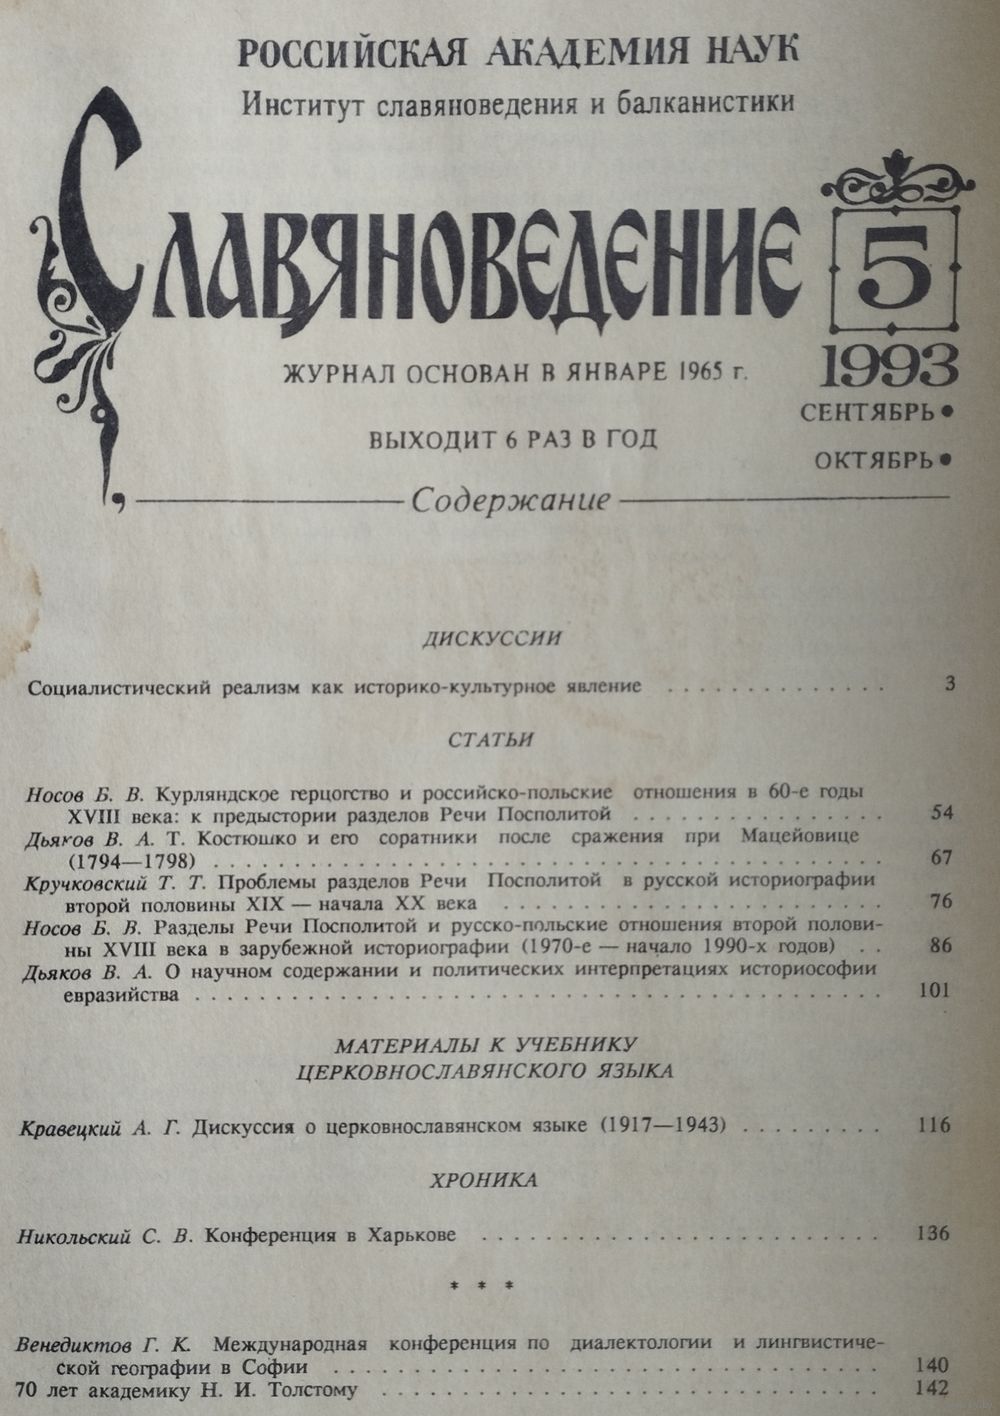 РОССИЙСКАЯ АКАДЕМИЯ НАУК
Институт славяноведения и балканистики
СЛАВЯНОВЕДЕНИЕ
5
1993
ЖУРНАЛ ОСНОВАН В ЯНВАРЕ 1965 г.
СЕНТЯБРЬ •
ВЫХОДИТ 6 РАЗ В ГОД
ОКТЯБРЬ •
Содержание
ДИСКУССИИ
Социалистический реализм как историко-культурное явление . . . . . . . . . . . . . . 3
СТАТЬИ
Носов Б. В. Курляндское герцогство и российско-польские отношения в 60-е годы
XVIII века: к предыстории разделов Речи Посполитой . . . . . . . . . . . . . . . . 54
Дьяков В. А. Т. Костюшко и его соратники после сражения при Мацейовице
(1794—1798) . . . . . . . . . . . . . . . . . . . . . . . . . . . . . . . . . . 67
Кручковский Т. Т. Проблемы разделов Речи Посполитой в русской историографии
второй половины XIX — начала XX века . . . . . . . . . . . . . . . . . . . . 76
Носов Б. В. Разделы Речи Посполитой и русско-польские отношения второй полови-
ны XVIII века в зарубежной историографии (1970-е — начало 1990-х годов) . . 86
Дьяков В. А. О научном содержании и политических интерпретациях историософии
евразийства . . . . . . . . . . . . . . . . . . . . . . . . . . . . . . . . . . . 101
МАТЕРИАЛЫ К УЧЕБНИКУ
ЦЕРКОВНОСЛАВЯНСКОГО ЯЗЫКА
Кравецкий А. Г. Дискуссия о церковнославянском языке (1917—1943) . . . . . . . . . 116
ХРОНИКА
Никольский С. В. Конференция в Харькове . . . . . . . . . . . . . . . . . . . . . . . 136
* * *
Венедиктов Г. К. Международная конференция по диалектологии и лингвистиче-
ской географии в Софии . . . . . . . . . . . . . . . . . . . . . . . . . . . . . 140
70 лет академику Н. И. Толстому . . . . . . . . . . . . . . . . . . . . . . . . . . 142